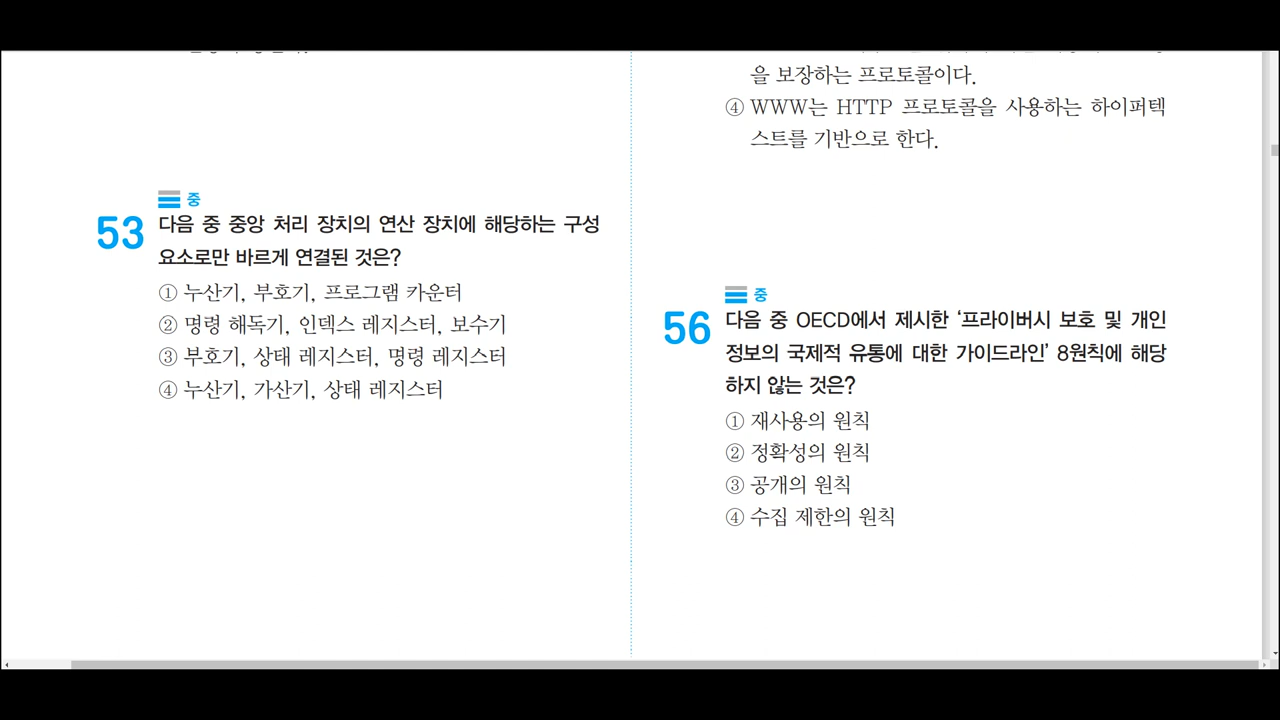 중
53 다음 중 중앙 처리 장치의 연산 장치에 해당하는 구성
요소로만 바르게 연결된 것은?
① 누산기, 부호기, 프로그램 카운터
② 명령 해독기, 인덱스 레지스터, 보수기
③ 부호기, 상태 레지스터, 명령 레지스터
④ 누산기, 가산기, 상태 레지스터
을 보장하는 프로토콜이다.
④ WWW는 HTTP 프로토콜을 사용하는 하이퍼텍
스트를 기반으로 한다.
중
56 다음 중 OECD에서 제시한 ‘프라이버시 보호 및 개인
정보의 국제적 유통에 대한 가이드라인’ 8원칙에 해당
하지 않는 것은?
① 재사용의 원칙
② 정확성의 원칙
③ 공개의 원칙
④ 수집 제한의 원칙